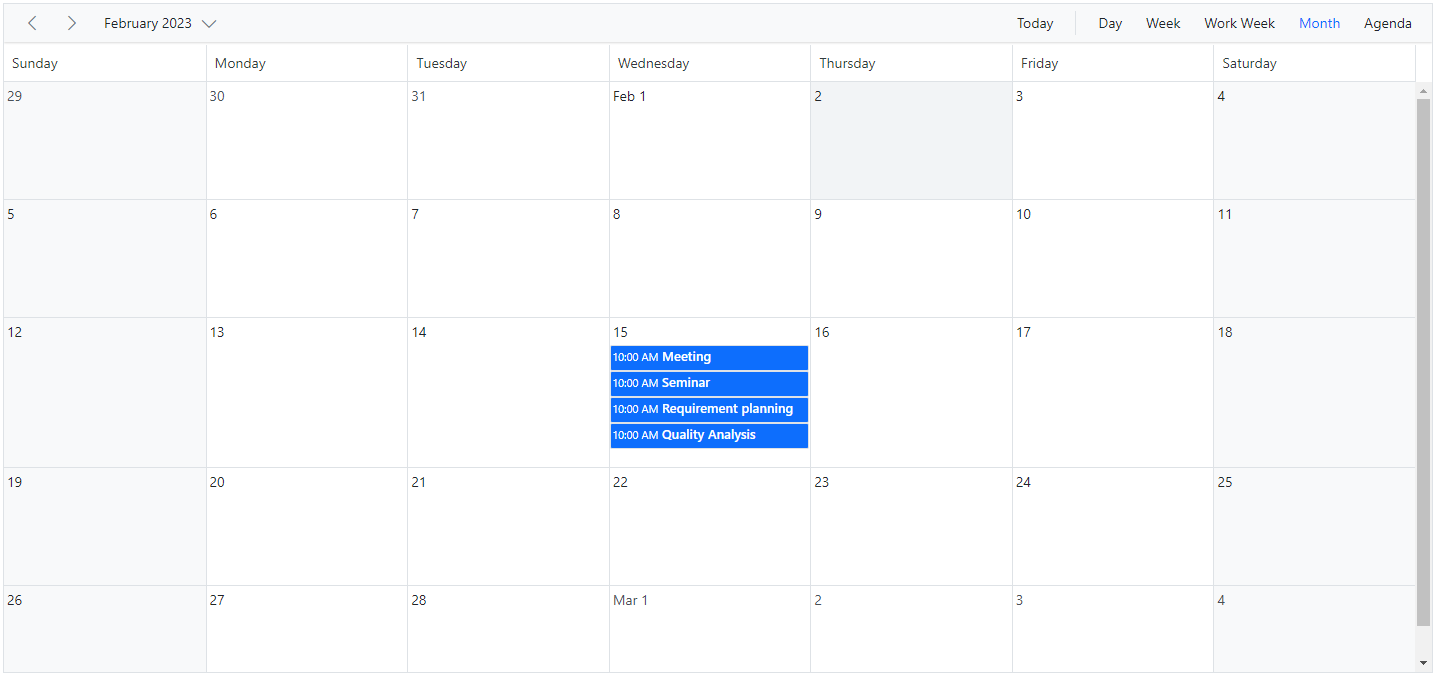 February 2023 Today Day Week Work Week Month Agenda
Sunday Monday Tuesday Wednesday Thursday Friday Saturday
29 30 31 Feb 1 2 3 4
5 6 7 8 9 10 11
12 13 14 15 16 17 18
10:00 AM Meeting
10:00 AM Seminar
10:00 AM Requirement planning
10:00 AM Quality Analysis
19 20 21 22 23 24 25
26 27 28 Mar 1 2 3 4